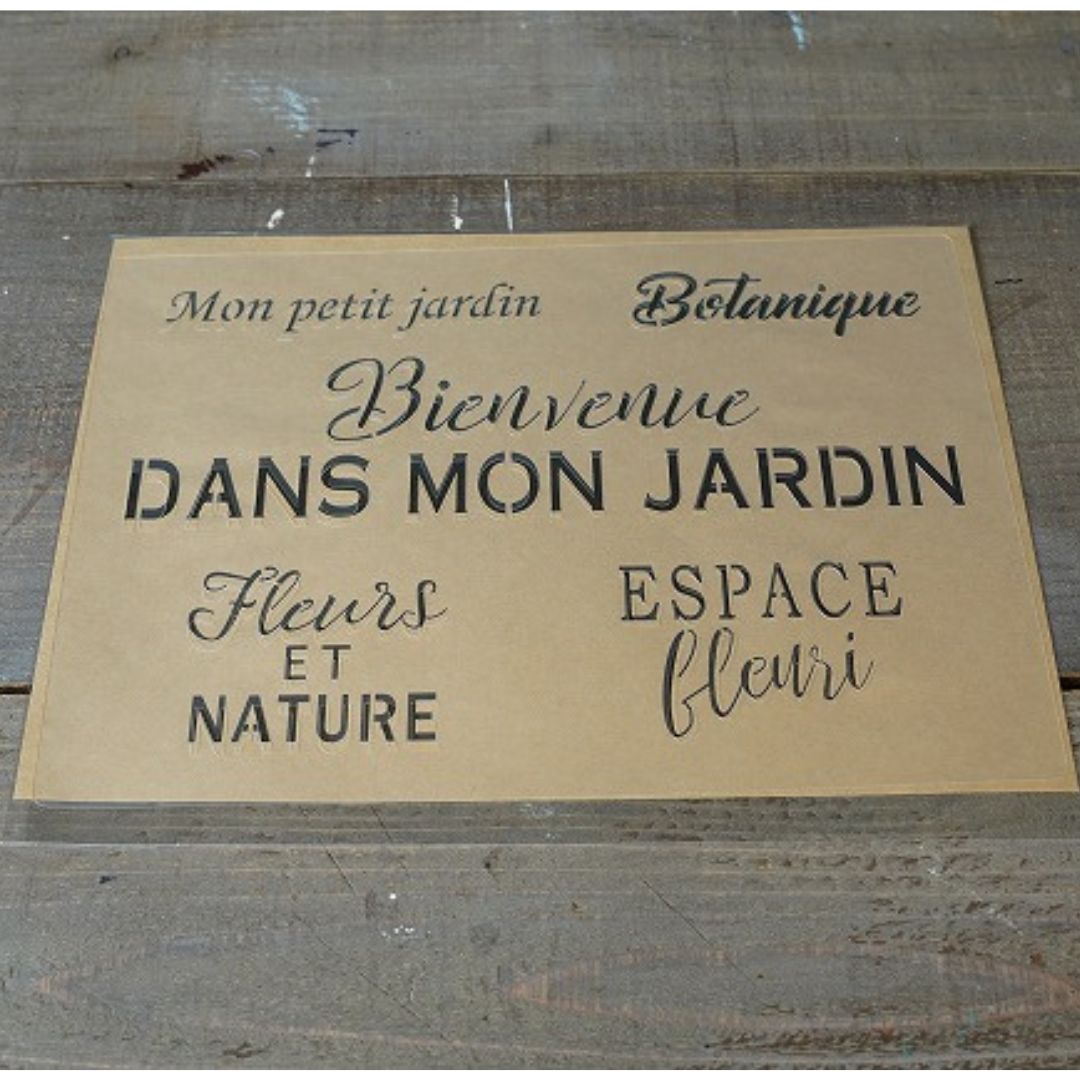 Mon petit jardin
Botanique
Bienvenue
DANS MON JARDIN
Fleurs
ET
NATURE
ESPACE
fleuri